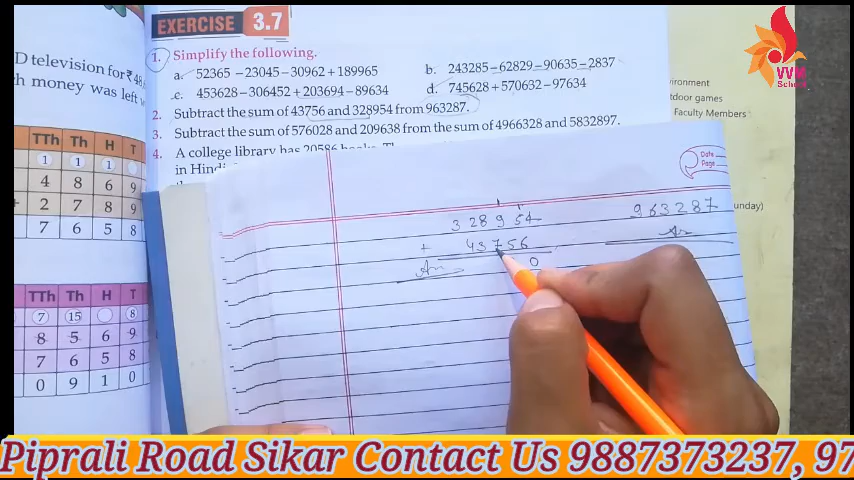 EXERCISE 3.7
D television for ₹ 48
h money was left
1. Simplify the following.
a. 52365 – 23045 – 30962 + 189965
b. 243285 – 62829 – 90635 – 2837
c. 453628 – 306452 + 203694 – 89634
d. 745628 + 570632 – 97634
2. Subtract the sum of 43756 and 328954 from 963287.
3. Subtract the sum of 576028 and 209638 from the sum of 4966328 and 5832897.
4. A college library has 20586
in Hindi
ironment
tdoor games
Faculty Members
unday)
VVM
School
TTh Th H T
1 1 1
4 8 6 9
+ 2 7 8 9
7 6 5 8
TTh Th H T
7 15 8
8 5 6 9
7 6 5 8
0 9 1 0
Date
Page
328954
+ 43756
0
Ans
963287
Ans
Piprali Road Sikar Contact Us 9887373237, 97